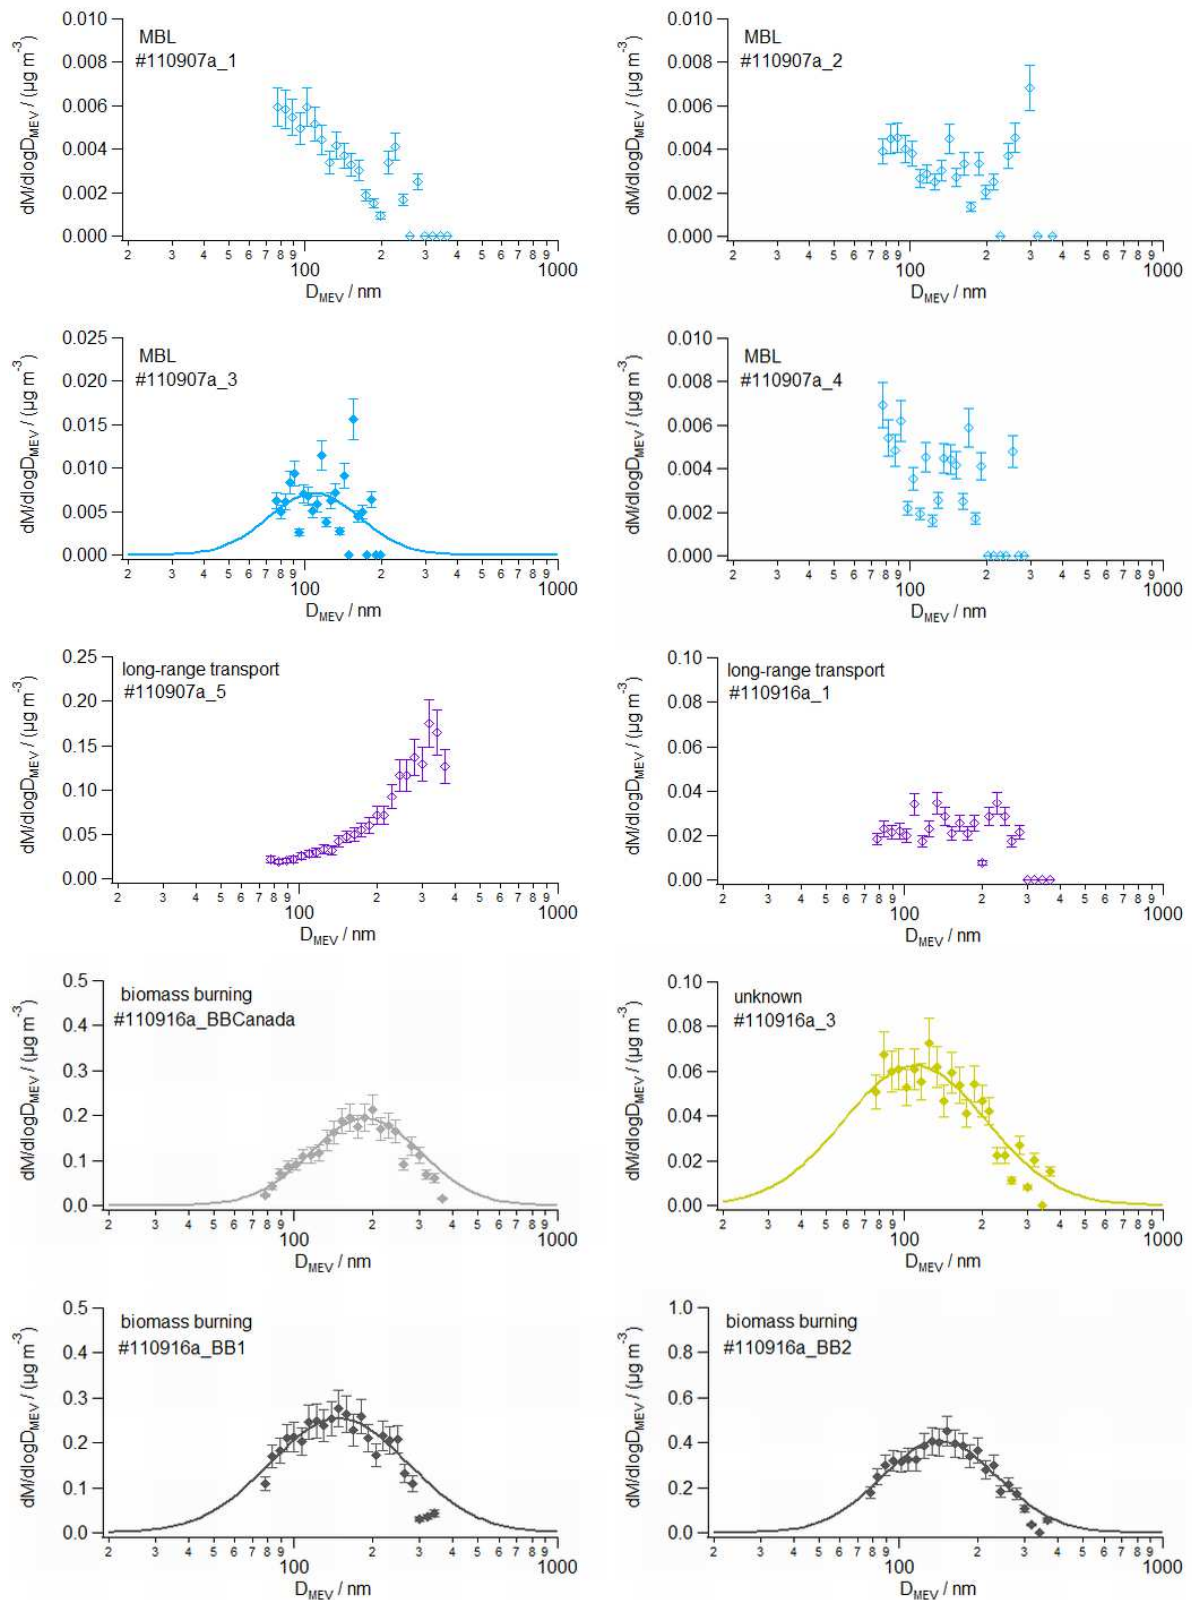 0.010
0.008
0.006
0.004
0.002
0.000
dM/dlogD_MEV / (µg m⁻³)
MBL
#110907a_1
2 3 4 5 6 7 8 9 100 2 3 4 5 6 7 8 9 1000
D_MEV / nm
0.010
0.008
0.006
0.004
0.002
0.000
dM/dlogD_MEV / (µg m⁻³)
MBL
#110907a_2
2 3 4 5 6 7 8 9 100 2 3 4 5 6 7 8 9 1000
D_MEV / nm
0.025
0.020
0.015
0.010
0.005
0.000
dM/dlogD_MEV / (µg m⁻³)
MBL
#110907a_3
2 3 4 5 6 7 8 9 100 2 3 4 5 6 7 8 9 1000
D_MEV / nm
0.010
0.008
0.006
0.004
0.002
0.000
dM/dlogD_MEV / (µg m⁻³)
MBL
#110907a_4
2 3 4 5 6 7 8 9 100 2 3 4 5 6 7 8 9 1000
D_MEV / nm
0.25
0.20
0.15
0.10
0.05
0.00
dM/dlogD_MEV / (µg m⁻³)
long-range transport
#110907a_5
2 3 4 5 6 7 8 9 100 2 3 4 5 6 7 8 9 1000
D_MEV / nm
0.10
0.08
0.06
0.04
0.02
0.00
dM/dlogD_MEV / (µg m⁻³)
long-range transport
#110916a_1
2 3 4 5 6 7 8 9 100 2 3 4 5 6 7 8 9 1000
D_MEV / nm
0.5
0.4
0.3
0.2
0.1
0.0
dM/dlogD_MEV / (µg m⁻³)
biomass burning
#110916a_BBCanada
2 3 4 5 6 7 8 9 100 2 3 4 5 6 7 8 9 1000
D_MEV / nm
0.10
0.08
0.06
0.04
0.02
0.00
dM/dlogD_MEV / (µg m⁻³)
unknown
#110916a_3
2 3 4 5 6 7 8 9 100 2 3 4 5 6 7 8 9 1000
D_MEV / nm
0.5
0.4
0.3
0.2
0.1
0.0
dM/dlogD_MEV / (µg m⁻³)
biomass burning
#110916a_BB1
2 3 4 5 6 7 8 9 100 2 3 4 5 6 7 8 9 1000
D_MEV / nm
1.0
0.8
0.6
0.4
0.2
0.0
dM/dlogD_MEV / (µg m⁻³)
biomass burning
#110916a_BB2
2 3 4 5 6 7 8 9 100 2 3 4 5 6 7 8 9 1000
D_MEV / nm